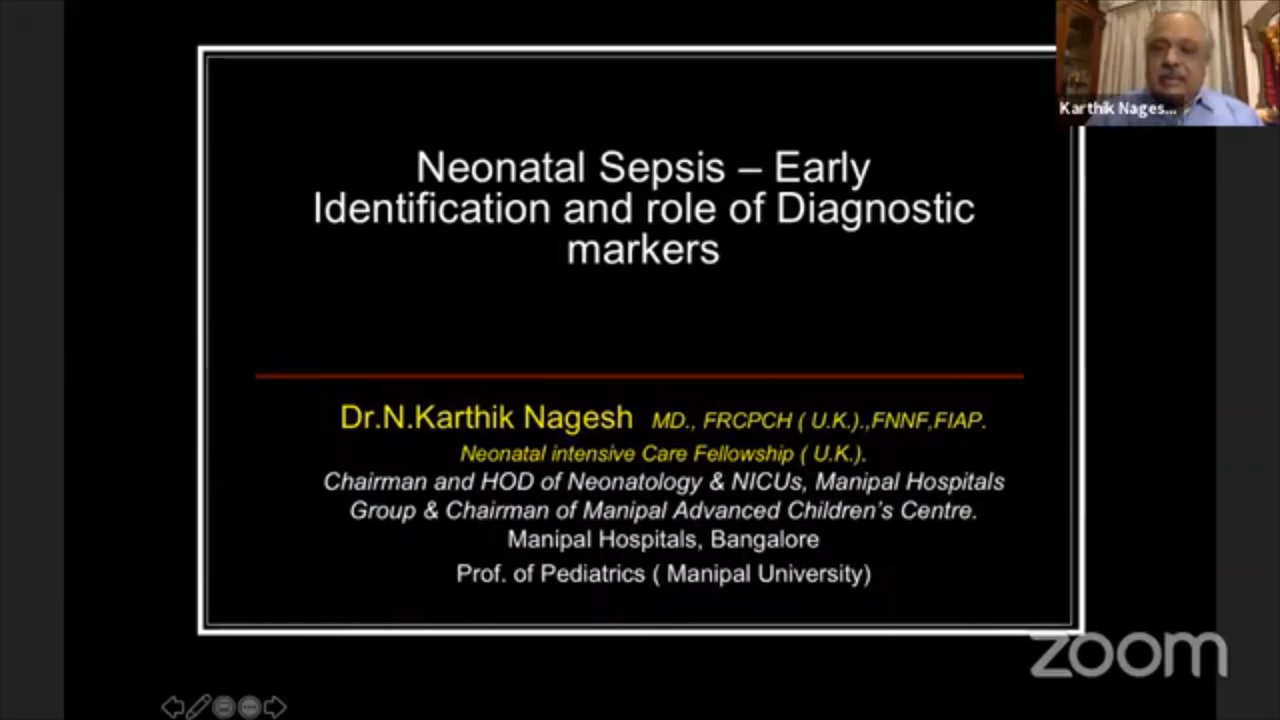 Karthik Nages...
Neonatal Sepsis – Early
Identification and role of Diagnostic
markers
Dr.N.Karthik Nagesh MD., FRCPCH ( U.K.).,FNNF,FIAP.
Neonatal intensive Care Fellowship ( U.K.).
Chairman and HOD of Neonatology & NICUs, Manipal Hospitals
Group & Chairman of Manipal Advanced Children's Centre.
Manipal Hospitals, Bangalore
Prof. of Pediatrics ( Manipal University)
zoom